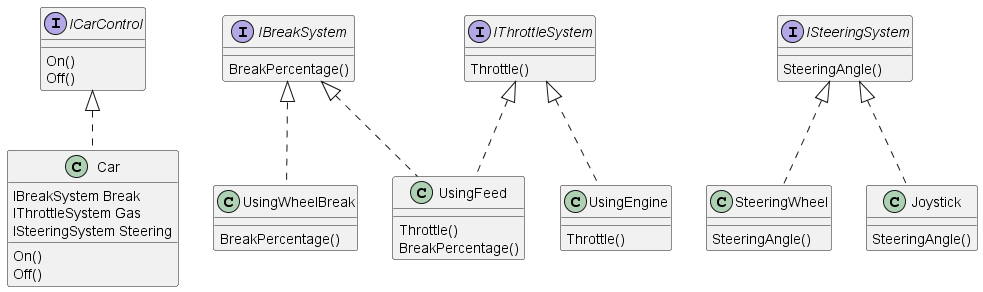 I ICarControl
On()
Off()
I IBreakSystem
BreakPercentage()
I IThrottleSystem
Throttle()
I ISteeringSystem
SteeringAngle()
C Car
IBreakSystem Break
IThrottleSystem Gas
ISteeringSystem Steering
On()
Off()
C UsingWheelBreak
BreakPercentage()
C UsingFeed
Throttle()
BreakPercentage()
C UsingEngine
Throttle()
C SteeringWheel
SteeringAngle()
C Joystick
SteeringAngle()